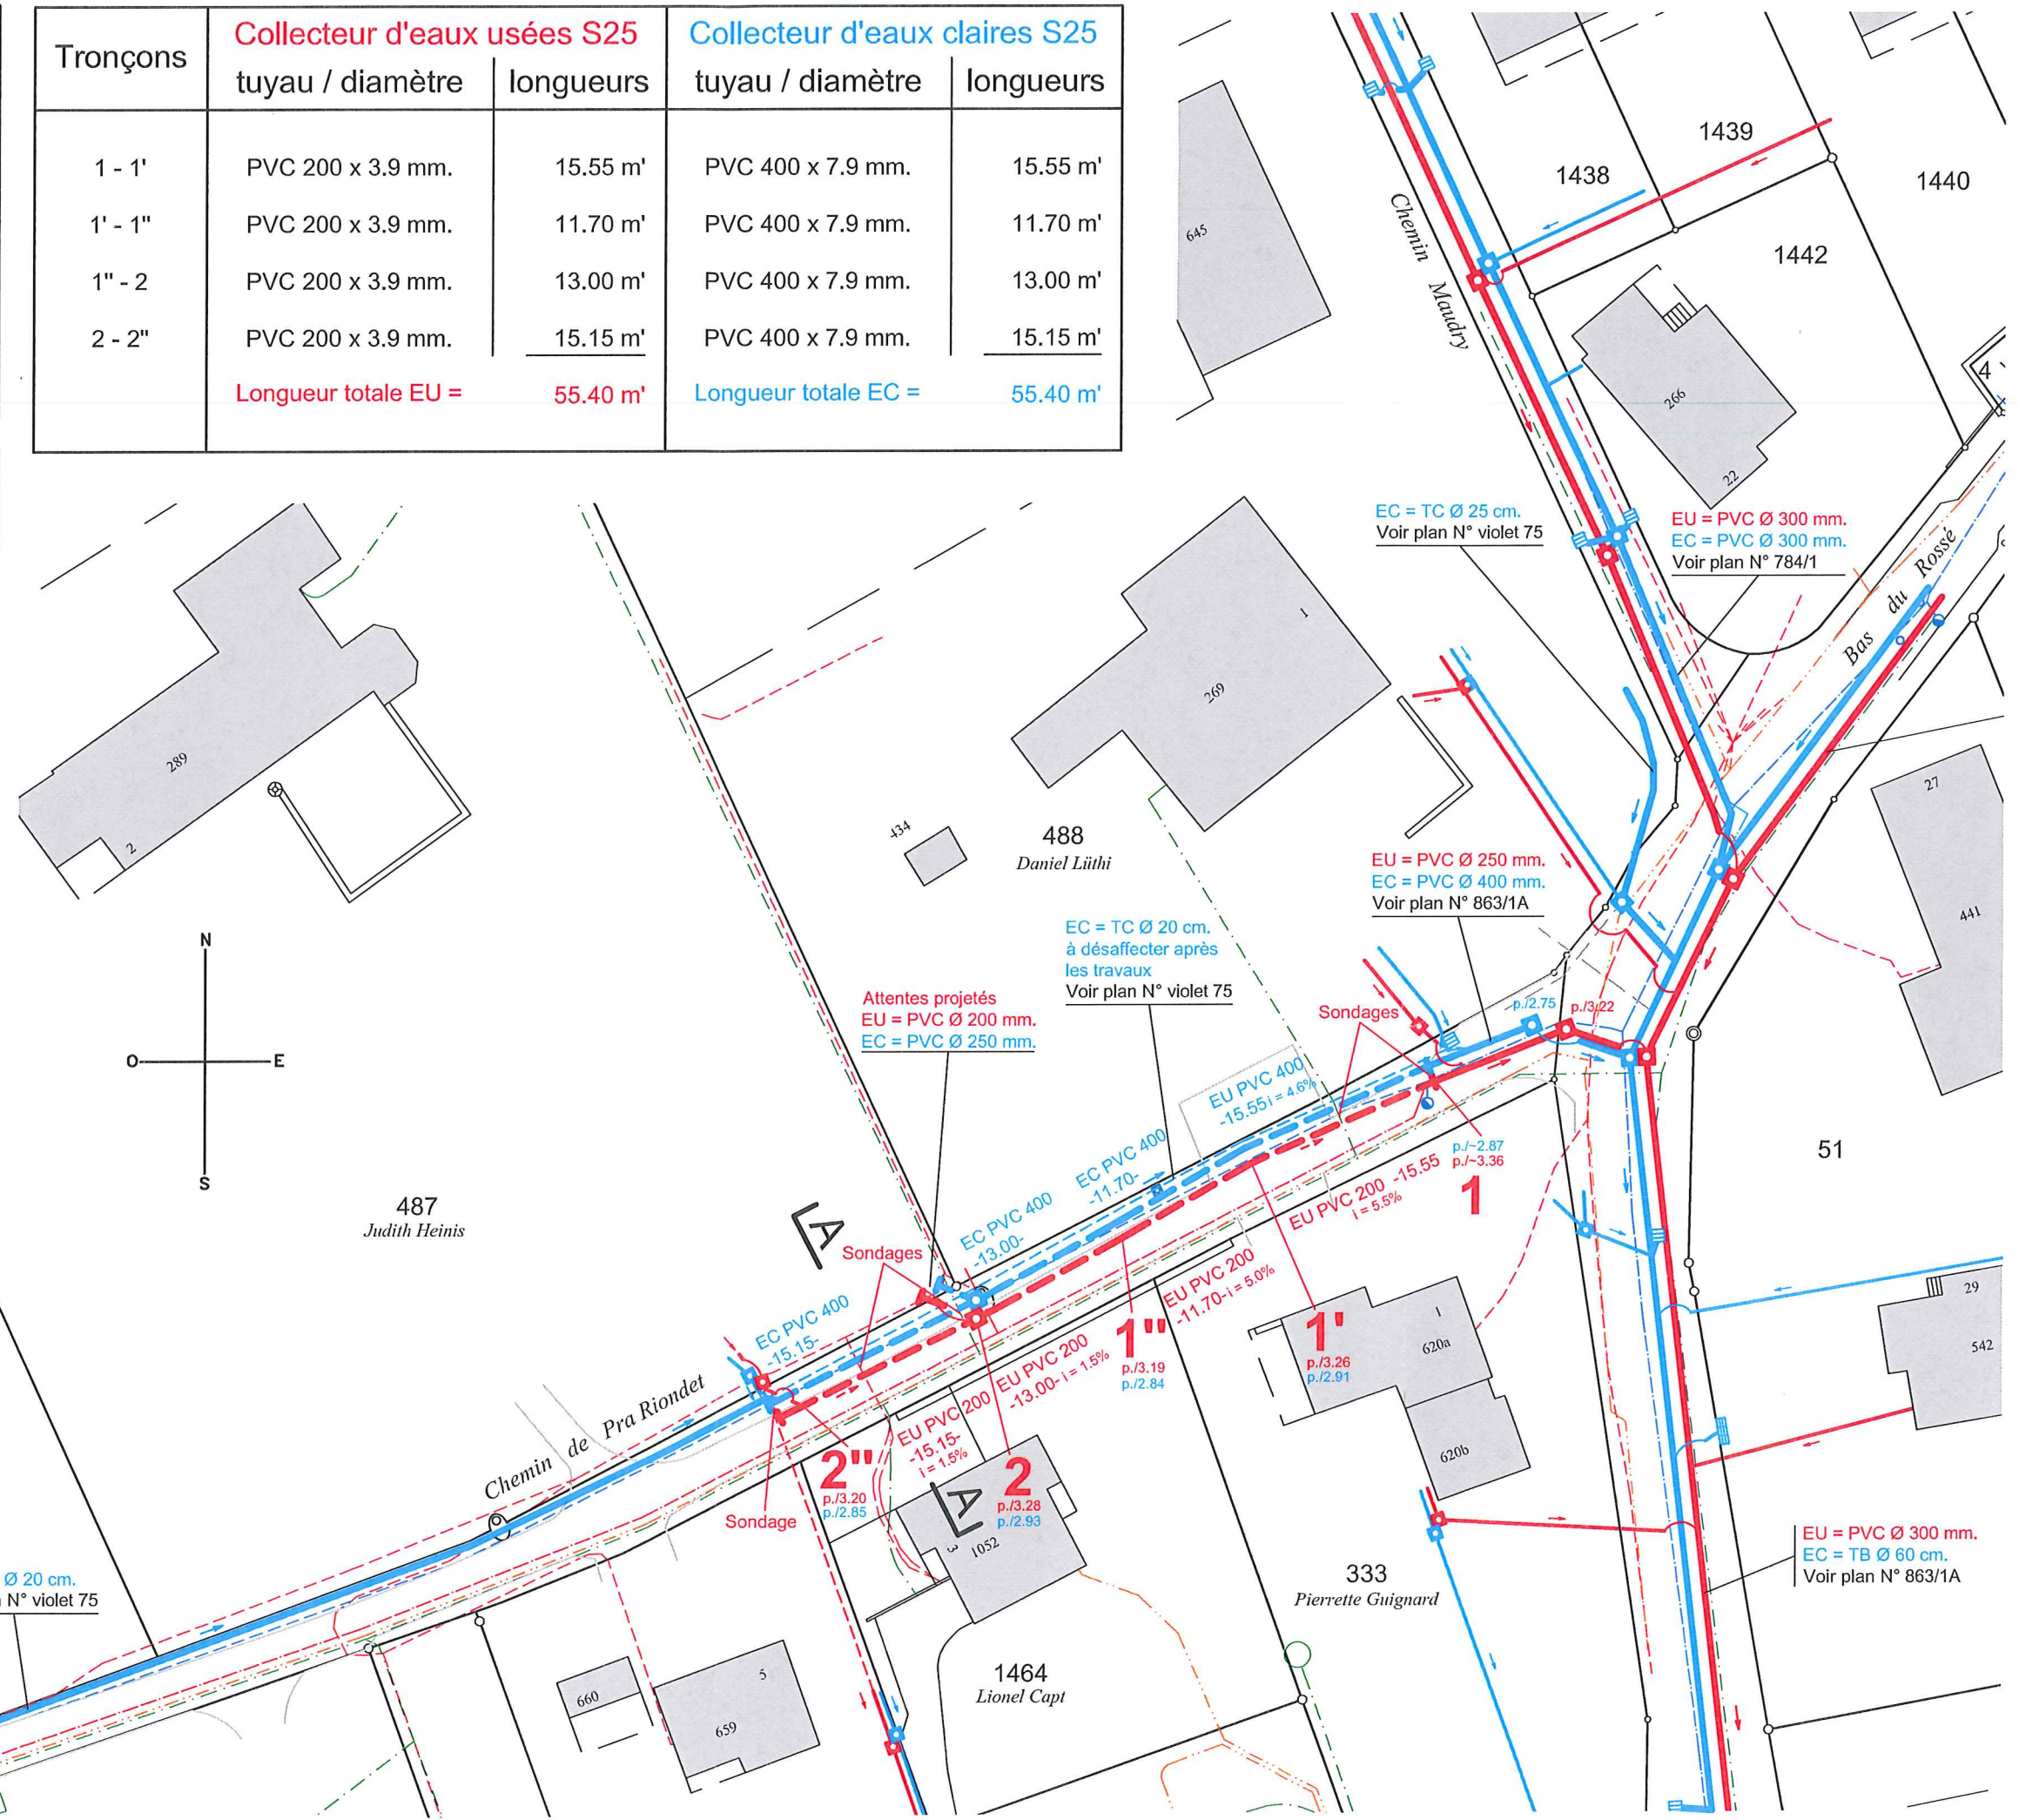 Tronçons
Collecteur d'eaux usées S25
Collecteur d'eaux claires S25
tuyau / diamètre
longueurs
tuyau / diamètre
longueurs
1 - 1' PVC 200 x 3.9 mm. 15.55 m' PVC 400 x 7.9 mm. 15.55 m'
1' - 1" PVC 200 x 3.9 mm. 11.70 m' PVC 400 x 7.9 mm. 11.70 m'
1" - 2 PVC 200 x 3.9 mm. 13.00 m' PVC 400 x 7.9 mm. 13.00 m'
2 - 2" PVC 200 x 3.9 mm. 15.15 m' PVC 400 x 7.9 mm. 15.15 m'
Longueur totale EU = 55.40 m' Longueur totale EC = 55.40 m'
1439
1438
1440
1442
645
Chemin Maudry
266
22
4
EC = TC Ø 25 cm.
Voir plan N° violet 75
EU = PVC Ø 300 mm.
EC = PVC Ø 300 mm.
Voir plan N° 784/1
Bas du Rossé
1
269
289
2
434
488
Daniel Lüthi
27
441
EU = PVC Ø 250 mm.
EC = PVC Ø 400 mm.
Voir plan N° 863/1A
EC = TC Ø 20 cm.
à désaffecter après
les travaux
Voir plan N° violet 75
Attentes projetés
EU = PVC Ø 200 mm.
EC = PVC Ø 250 mm.
Sondages
p./2.75
p./3.22
N
O
E
S
EU PVC 400
-15.55 i = 4.6%
EC PVC 400
-11.70-
EC PVC 400
-13.00-
EC PVC 400
-15.15-
p./~2.87
p./~3.36
1
EU PVC 200 -15.55
i = 5.5%
EU PVC 200
-11.70- i = 5.0%
EU PVC 200
-13.00- i = 1.5%
EU PVC 200
-15.15-
i = 1.5%
51
487
Judith Heinis
A
Sondages
1'
p./3.26
p./2.91
1"
p./3.19
p./2.84
2
p./3.28
p./2.93
2"
p./3.20
p./2.85
Sondage
A
Chemin de Pra Riondet
1
620a
620b
29
542
3
1052
333
Pierrette Guignard
EU = PVC Ø 300 mm.
EC = TB Ø 60 cm.
Voir plan N° 863/1A
Ø 20 cm.
N° violet 75
1464
Lionel Capt
660
5
659